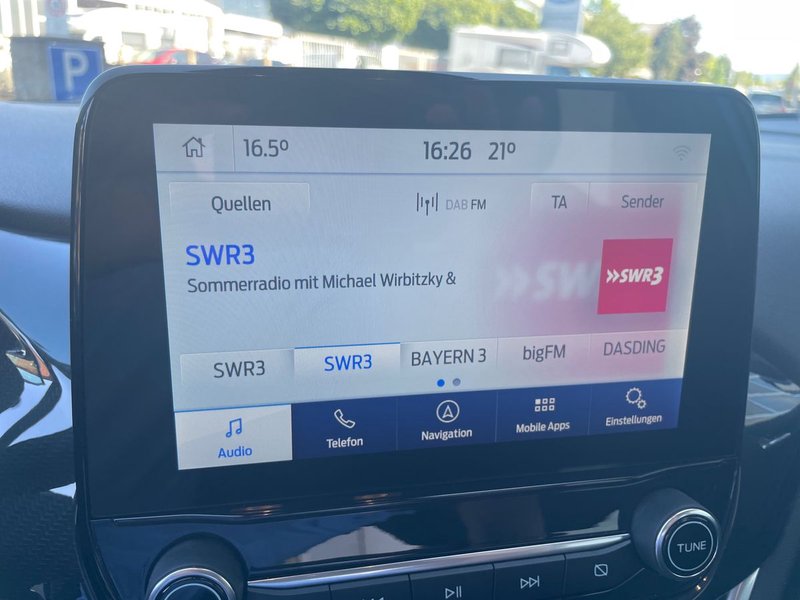 P
16.5° 16:26 21°
Quellen DAB FM TA Sender
SWR3
Sommerradio mit Michael Wirbitzky &
»SW
»SWR3
SWR3 SWR3 BAYERN 3 bigFM DASDING
Audio Telefon Navigation Mobile Apps Einstellungen
TUNE